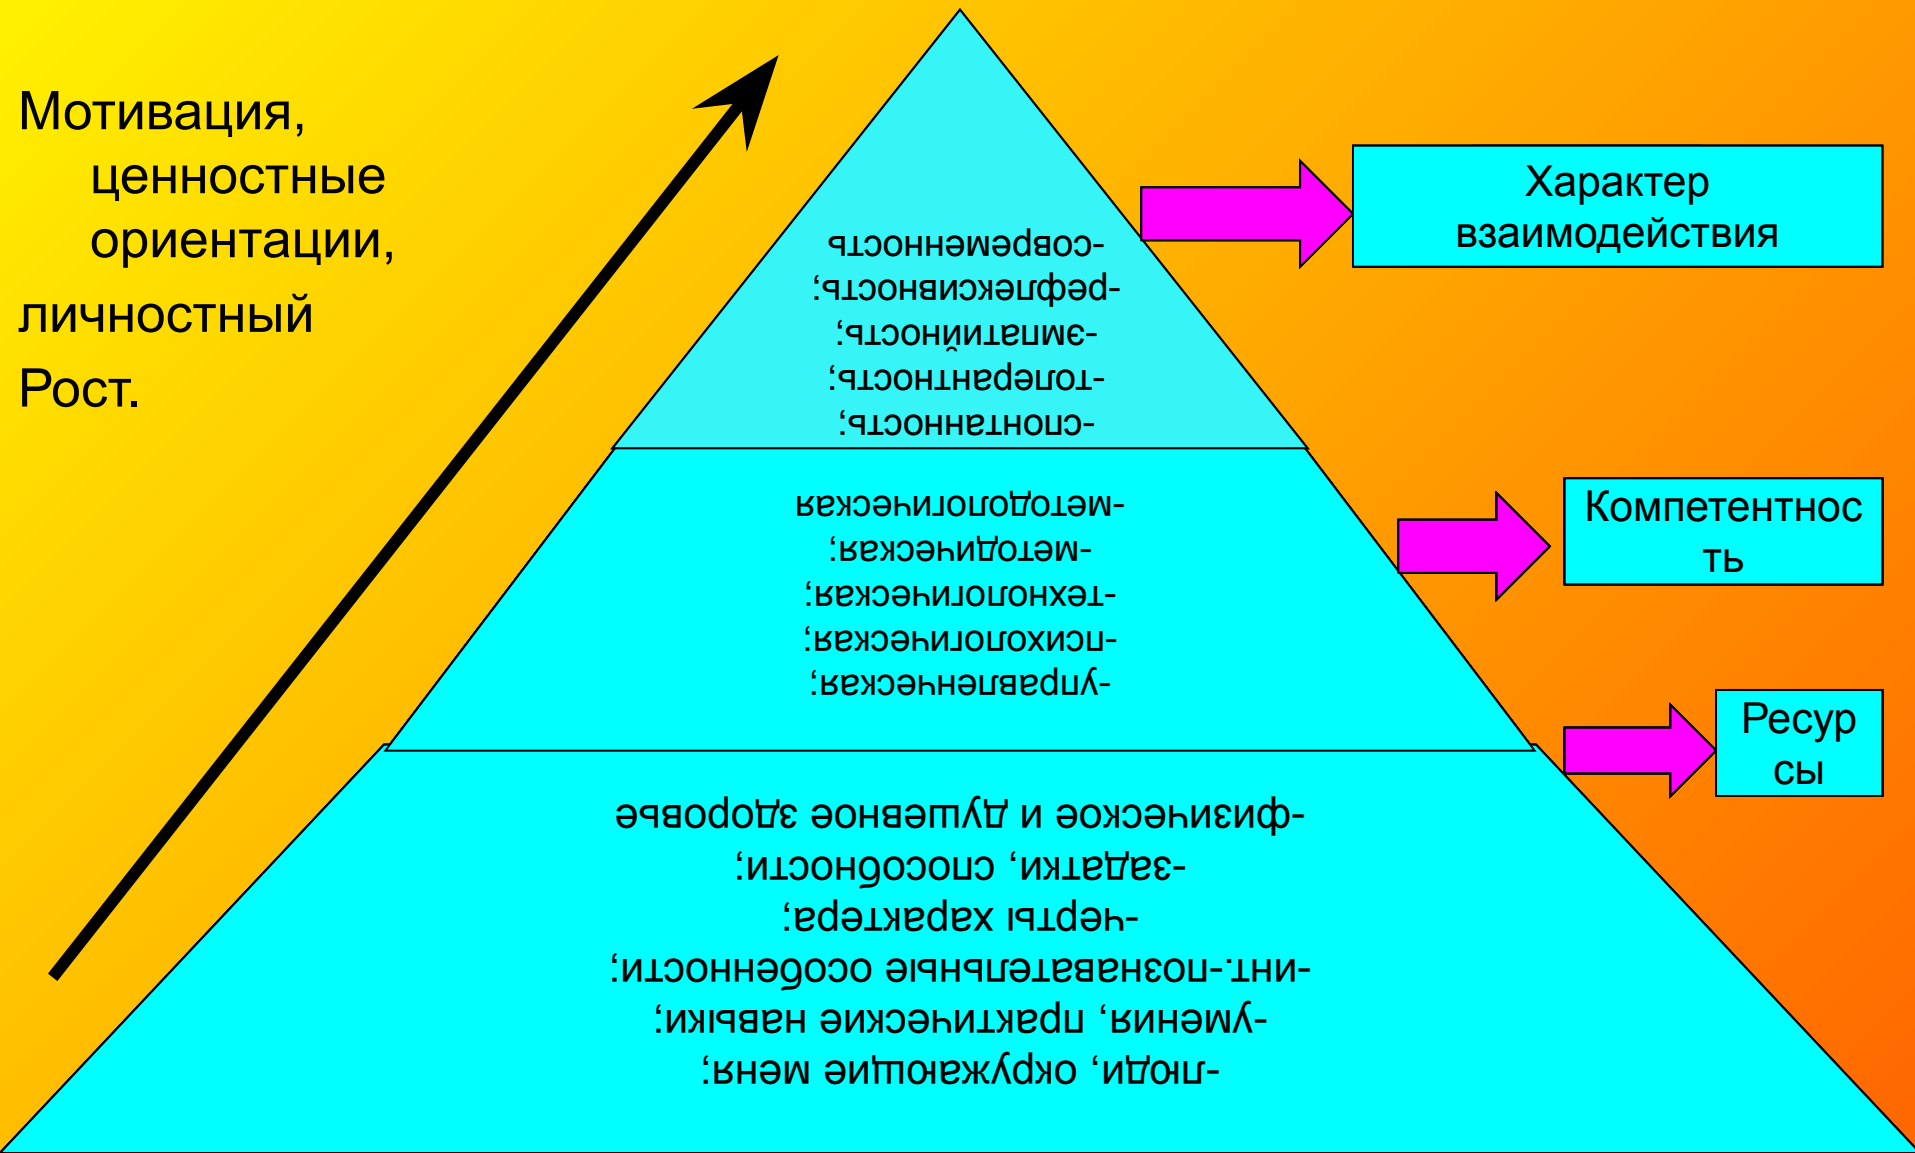 Мотивация,
ценностные
ориентации,
личностный
Рост.
-спонтанность;
-толерантность;
-эмпатийность;
-рефлексивность;
-современность
Характер
взаимодействия
-управленческая;
-психологическая;
-технологическая;
-методическая;
-методологическая
Компетентнос
ть
-люди, окружающие меня;
-умения, практические навыки;
-инт.-познавательные особенности;
-черты характера;
-задатки, способности;
-физическое и душевное здоровье
Ресур
сы